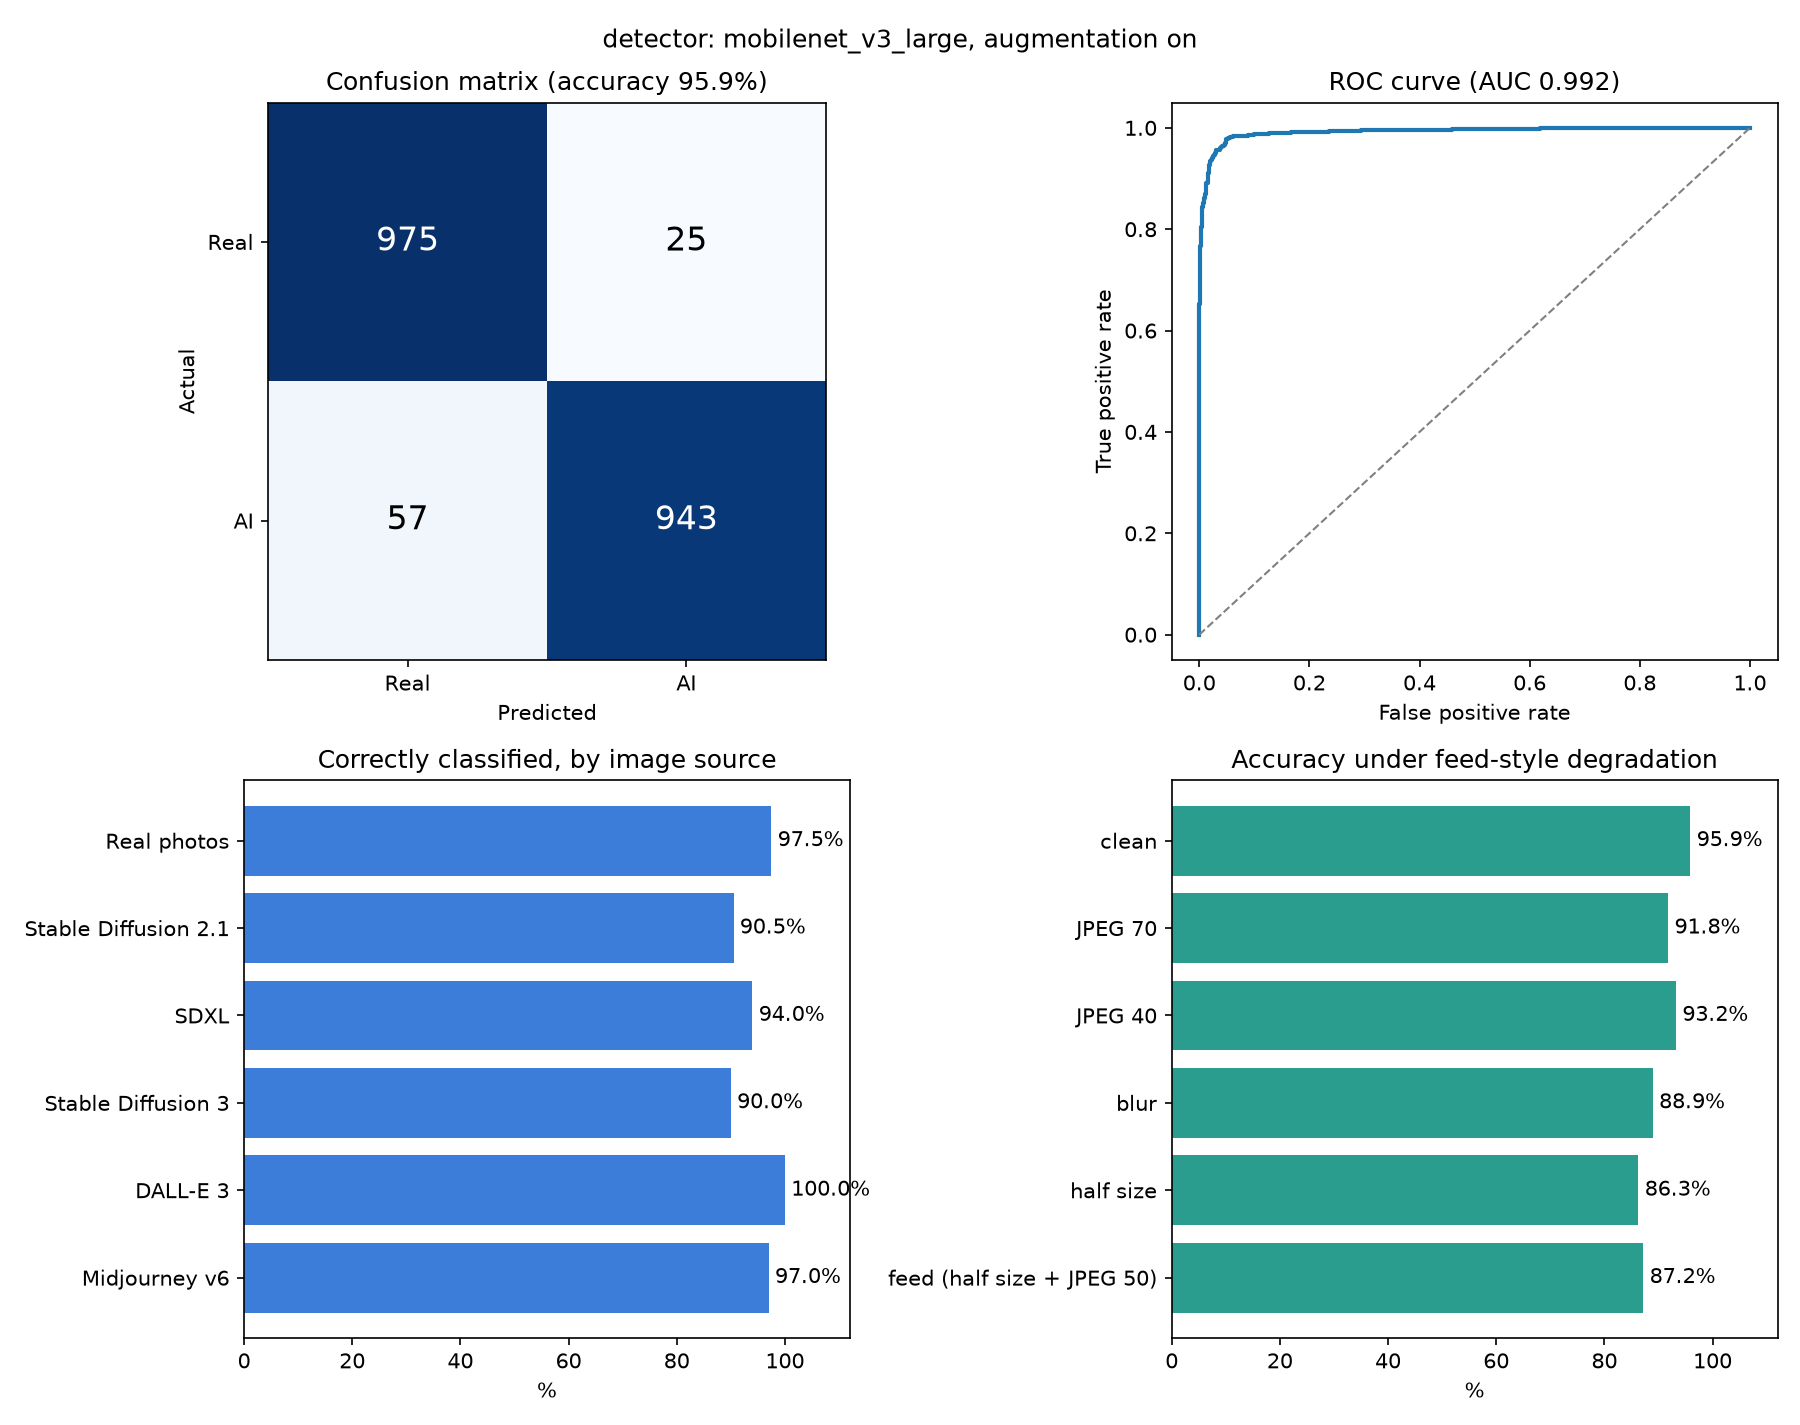 detector: mobilenet_v3_large, augmentation on
Confusion matrix (accuracy 95.9%)
Actual
Real
975
25
AI
57
943
Real
AI
Predicted
ROC curve (AUC 0.992)
True positive rate
1.0
0.8
0.6
0.4
0.2
0.0
0.0
0.2
0.4
0.6
0.8
1.0
False positive rate
Correctly classified, by image source
Real photos
97.5%
Stable Diffusion 2.1
90.5%
SDXL
94.0%
Stable Diffusion 3
90.0%
DALL-E 3
100.0%
Midjourney v6
97.0%
0
20
40
60
80
100
%
Accuracy under feed-style degradation
clean
95.9%
JPEG 70
91.8%
JPEG 40
93.2%
blur
88.9%
half size
86.3%
feed (half size + JPEG 50)
87.2%
0
20
40
60
80
100
%